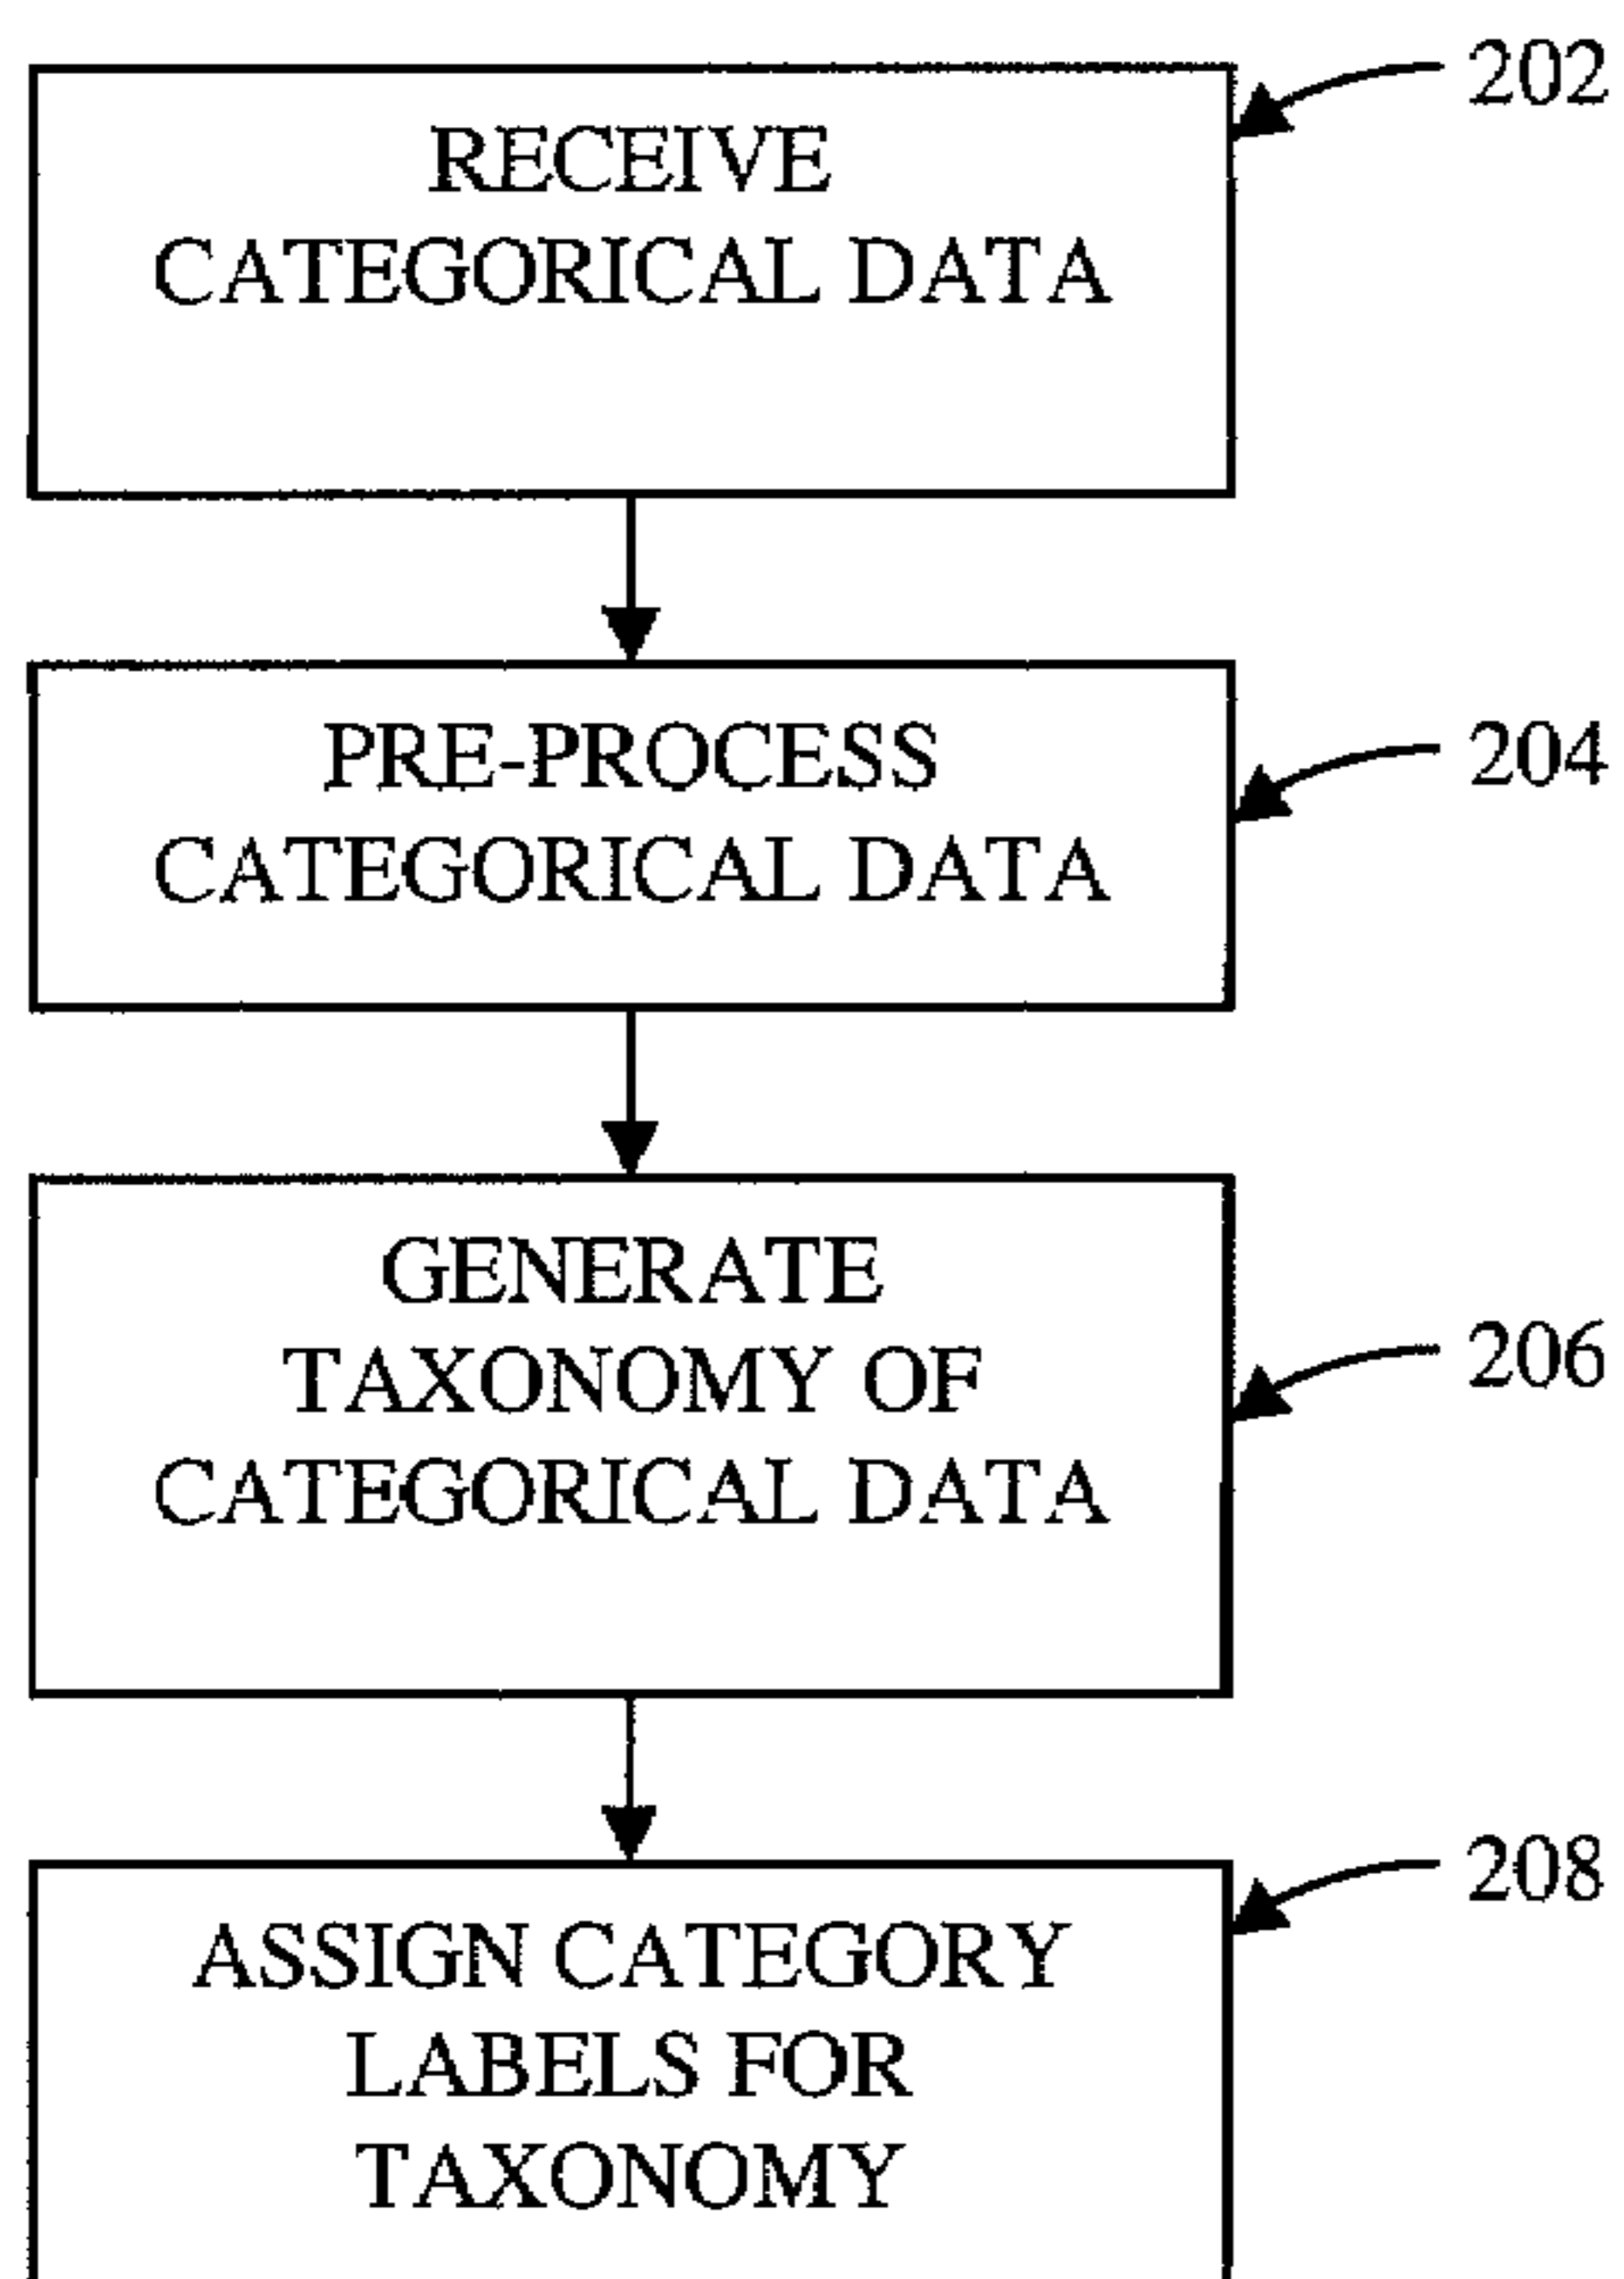 202
RECEIVE
CATEGORICAL DATA
204
PRE-PROCESS
CATEGORICAL DATA
206
GENERATE
TAXONOMY OF
CATEGORICAL DATA
208
ASSIGN CATEGORY
LABELS FOR
TAXONOMY